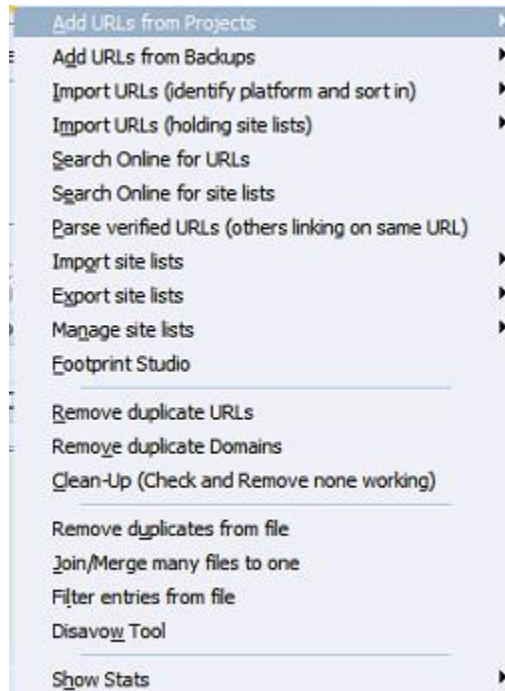 Add URLs from Projects
Add URLs from Backups
Import URLs (identify platform and sort in)
Import URLs (holding site lists)
Search Online for URLs
Search Online for site lists
Parse verified URLs (others linking on same URL)
Import site lists
Export site lists
Manage site lists
Footprint Studio
Remove duplicate URLs
Remove duplicate Domains
Clean-Up (Check and Remove none working)
Remove duplicates from file
Join/Merge many files to one
Filter entries from file
Disavow Tool
Show Stats